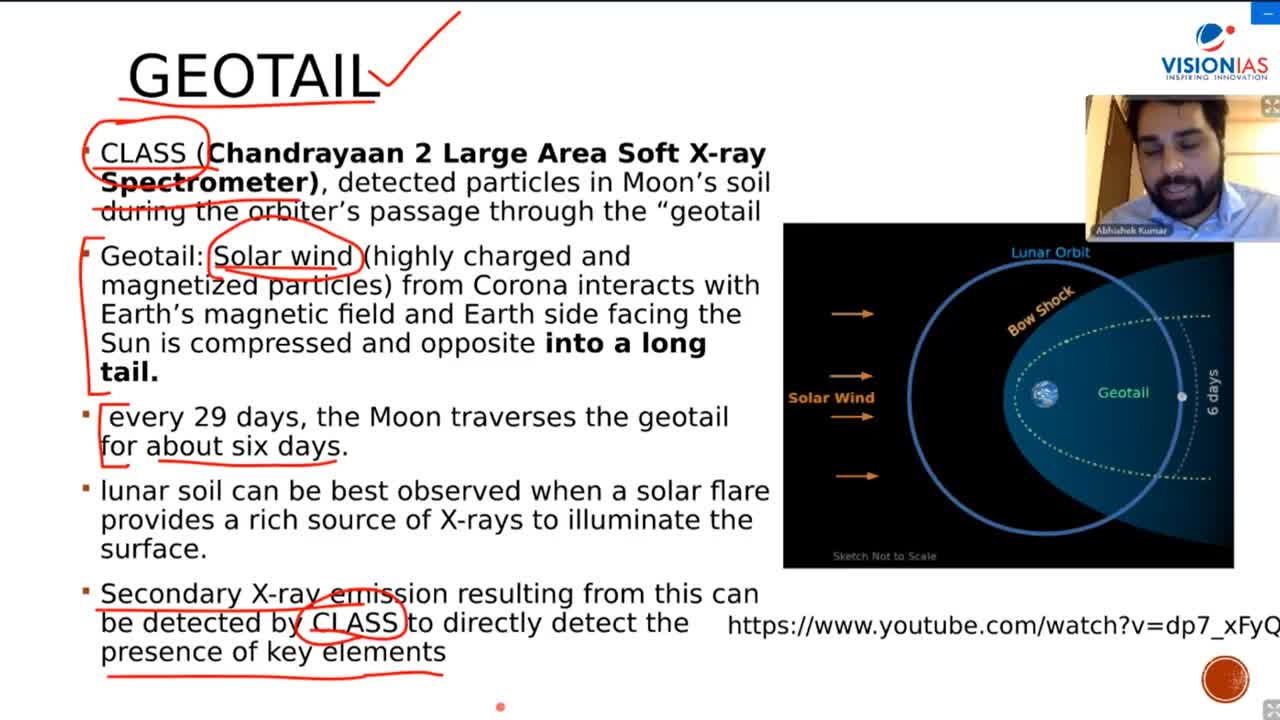 GEOTAIL
VISIONIAS
INSPIRING INNOVATION
CLASS (Chandrayaan 2 Large Area Soft X-ray
Spectrometer), detected particles in Moon’s soil
during the orbiter’s passage through the “geotail
Geotail: Solar wind (highly charged and
magnetized particles) from Corona interacts with
Earth’s magnetic field and Earth side facing the
Sun is compressed and opposite into a long
tail.
every 29 days, the Moon traverses the geotail
for about six days.
lunar soil can be best observed when a solar flare
provides a rich source of X-rays to illuminate the
surface.
Secondary X-ray emission resulting from this can
be detected by CLASS to directly detect the
presence of key elements
Abhishek Kumar
Lunar Orbit
Bow Shock
Solar Wind
Geotail
6 days
Sketch Not to Scale
https://www.youtube.com/watch?v=dp7_xFyQ